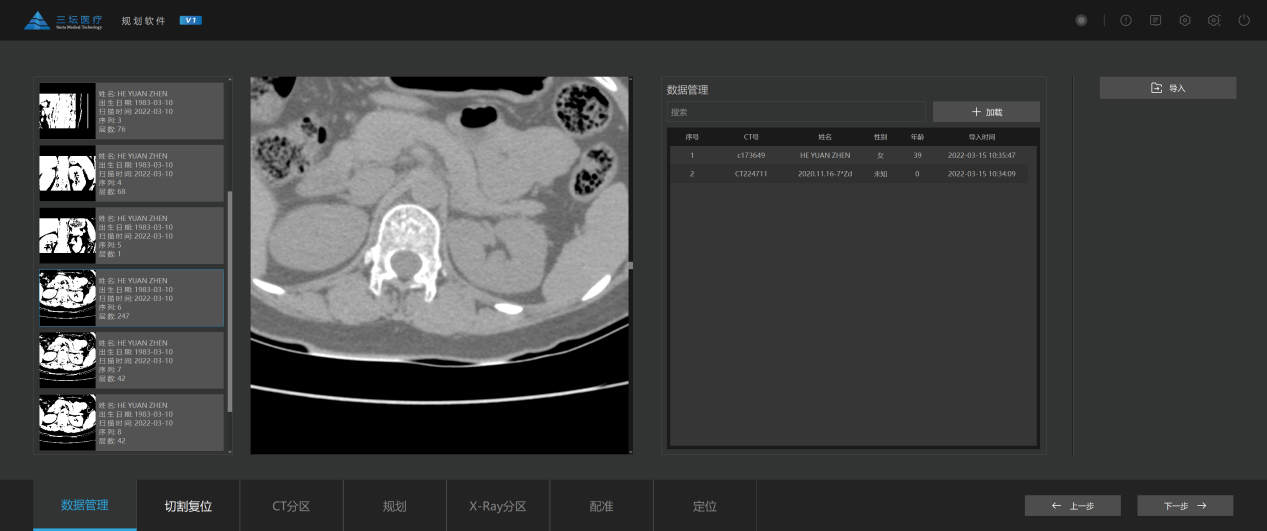 三坛医疗
Santa Medical Technology
规划软件
V1
姓名: HE YUAN ZHEN
出生日期: 1983-03-10
扫描时间: 2022-03-10
序列: 3
层数: 76
姓名: HE YUAN ZHEN
出生日期: 1983-03-10
扫描时间: 2022-03-10
序列: 4
层数: 68
姓名: HE YUAN ZHEN
出生日期: 1983-03-10
扫描时间: 2022-03-10
序列: 5
层数: 1
姓名: HE YUAN ZHEN
出生日期: 1983-03-10
扫描时间: 2022-03-10
序列: 6
层数: 247
姓名: HE YUAN ZHEN
出生日期: 1983-03-10
扫描时间: 2022-03-10
序列: 7
层数: 42
姓名: HE YUAN ZHEN
出生日期: 1983-03-10
扫描时间: 2022-03-10
序列: 8
层数: 42
数据管理
搜索
加载
序号 CT号 姓名 性别 年龄 导入时间
1 c173649 HE YUAN ZHEN 女 39 2022-03-15 10:35:47
2 CT224711 2020.11.16-7*Zd 未知 0 2022-03-15 10:34:09
导入
数据管理 切割复位 CT分区 规划 X-Ray分区 配准 定位
上一步 下一步